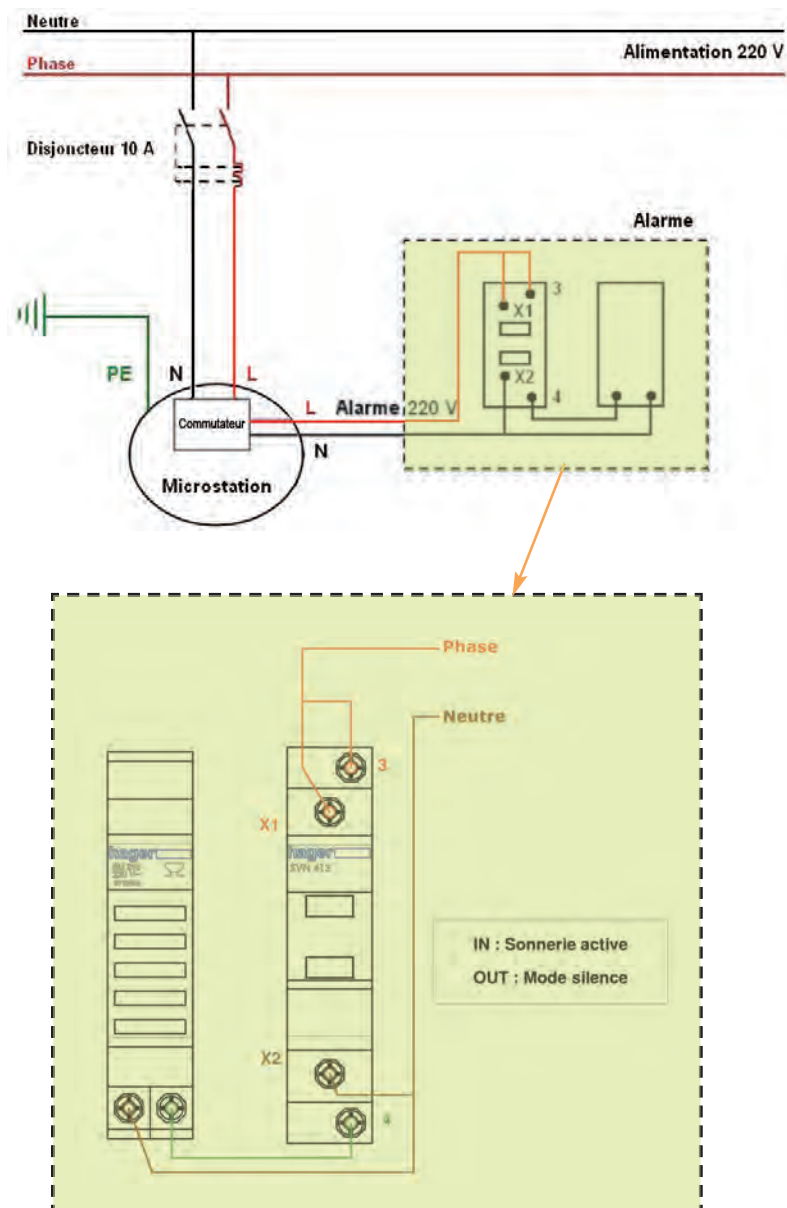 Neutre
Alimentation 220 V
Phase
Disjoncteur 10 A
Alarme
3
X1
X2
4
PE
N
L
L
Alarme 220 V
Commutateur
N
Microstation
Phase
Neutre
3
X1
hager
hager
SVN 413
IN : Sonnerie active
OUT : Mode silence
X2
4